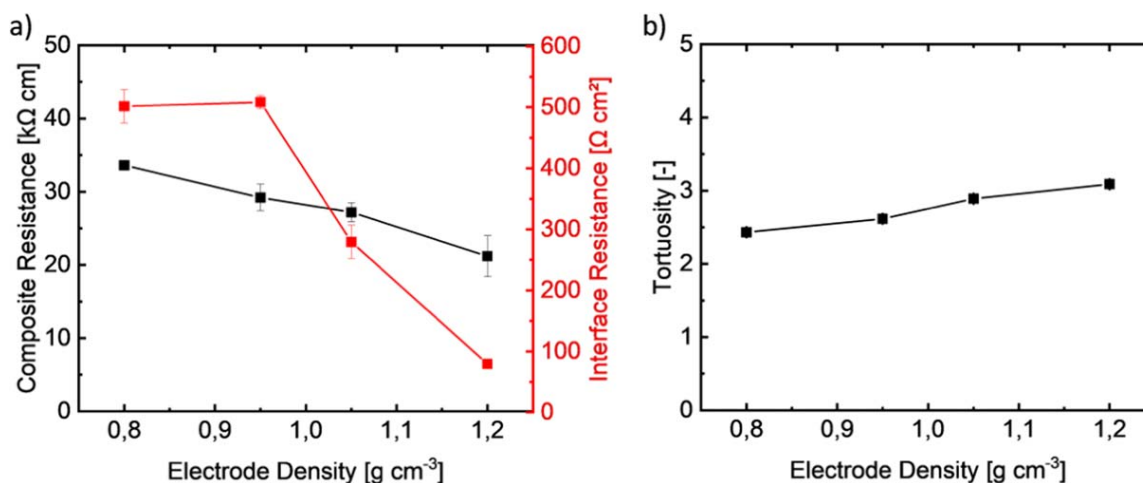 a)
Composite Resistance [kΩ cm]
50
40
30
20
10
0
600
500
400
300
200
100
0
Interface Resistance [Ω cm²]
0,8 0,9 1,0 1,1 1,2
Electrode Density [g cm⁻³]
b)
Tortuosity [-]
5
4
3
2
1
0
0,8 0,9 1,0 1,1 1,2
Electrode Density [g cm⁻³]